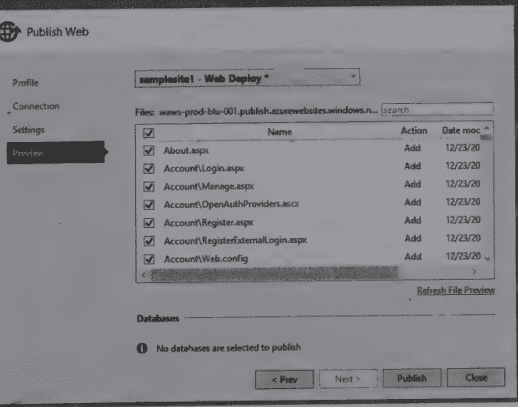 Publish Web
Profile
Connection
Settings
Preview
samplesite1 - Web Deploy *
Files: waws-prod-blu-001.publish.azurewebsites.windows.n... search
Name Action Date moc
About.aspx Add 12/23/20
Account\Login.aspx Add 12/23/20
Account\Manage.aspx Add 12/23/20
Account\OpenAuthProviders.ascx Add 12/23/20
Account\Register.aspx Add 12/23/20
Account\RegisterExternalLogin.aspx Add 12/23/20
Account\Web.config Add 12/23/20
Refresh File Preview
Databases
No databases are selected to publish
< Prev Next > Publish Close